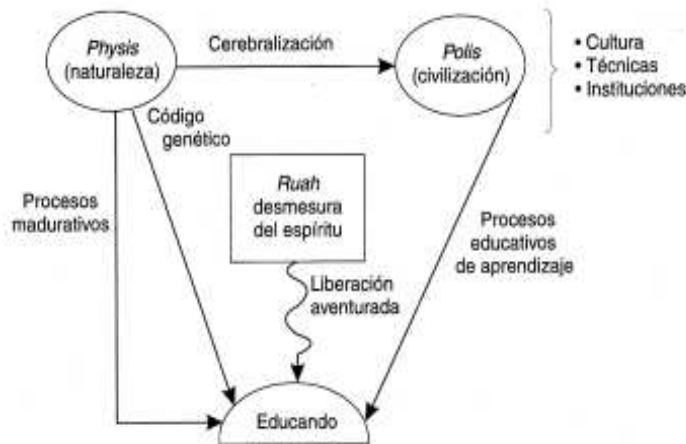 Physis
(naturaleza)
Cerebralización
Polis
(civilización)
• Cultura
• Técnicas
• Instituciones
Código
genético
Procesos
madurativos
Ruah
desmesura
del espíritu
Procesos
educativos
de aprendizaje
Liberación
aventurada
Educando